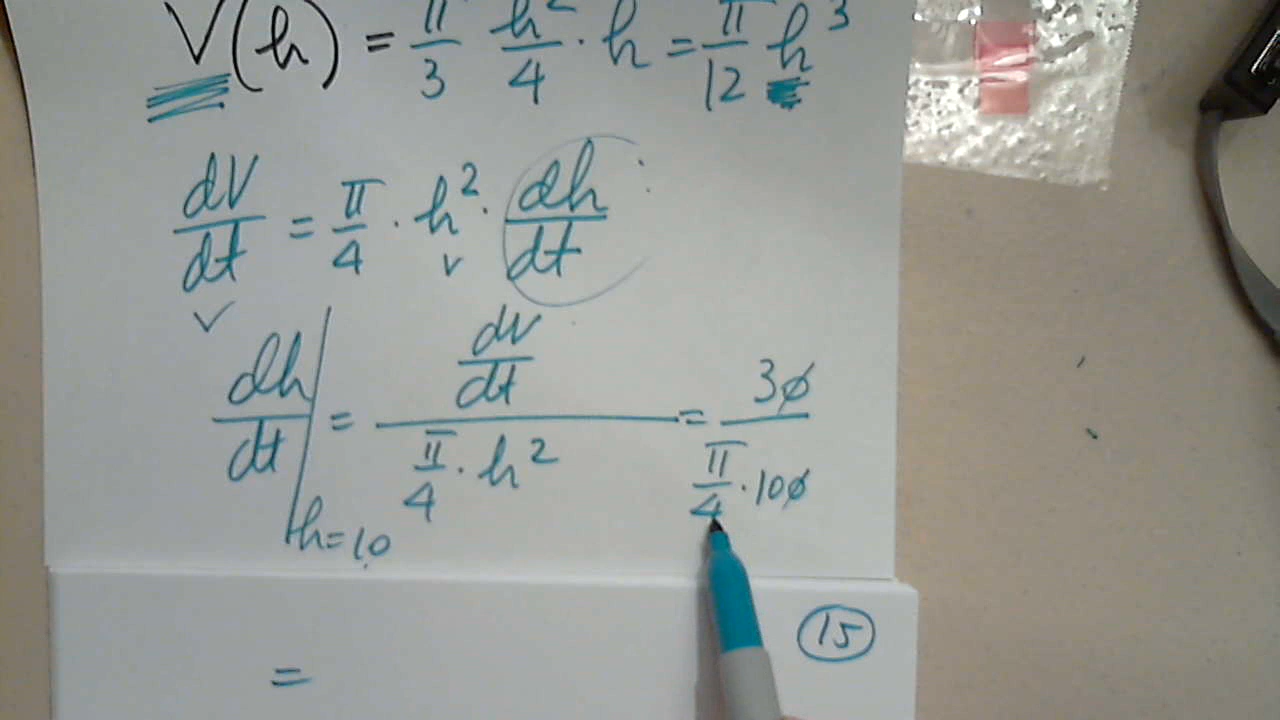 V(h) = π/3 h²/4 · h = π/12 h³
dV/dt = π/4 · h² · dh/dt
dh/dt |h=10 = dV/dt / (π/4 · h²) = 30 / (π/4 · 100)
15
=